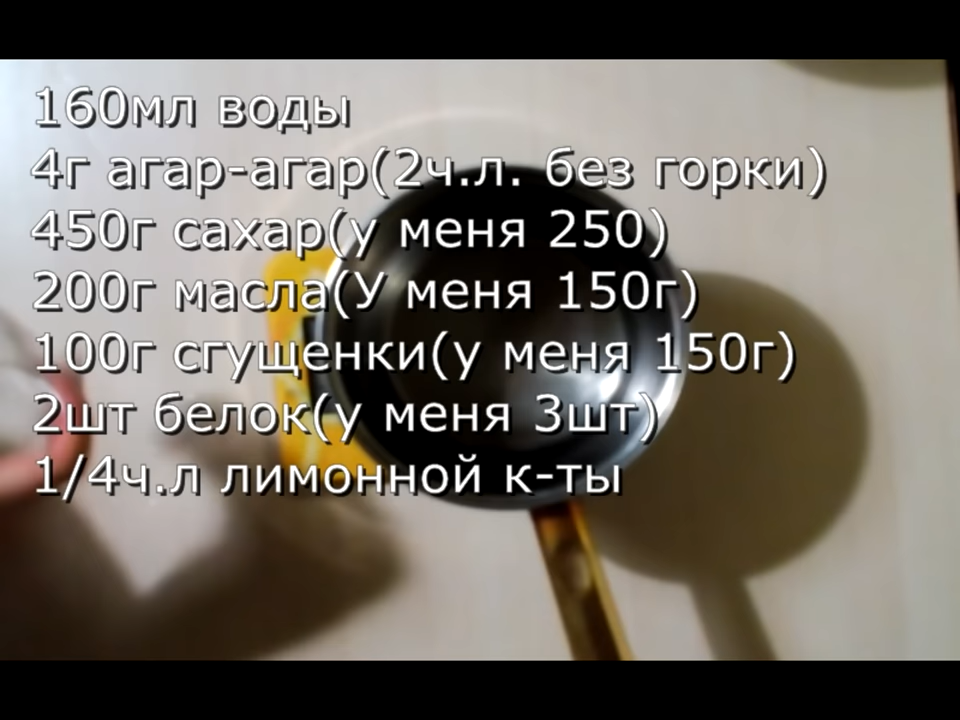 160мл воды
4г агар-агар(2ч.л. без горки)
450г сахар(у меня 250)
200г масла(У меня 150г)
100г сгущенки(у меня 150г)
2шт белок(у меня 3шт)
1/4ч.л лимонной к-ты